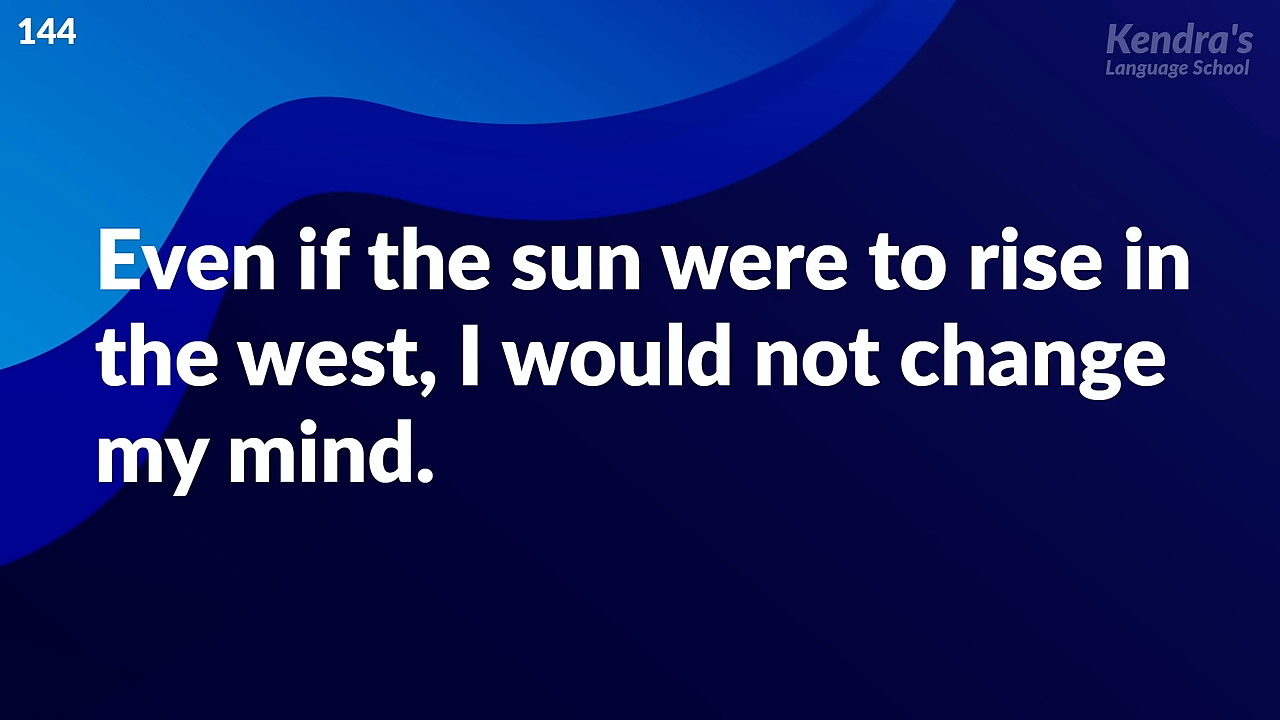 144
Kendra's
Language School
Even if the sun were to rise in
the west, I would not change
my mind.